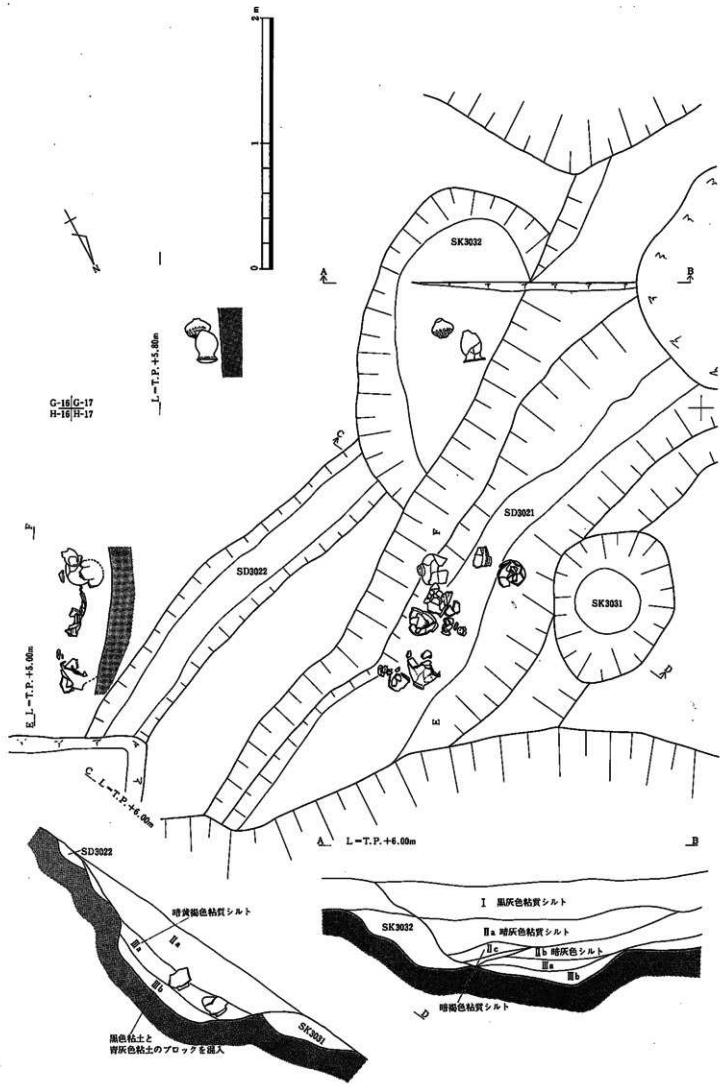 2m
1
0
N
SK3032
A
B
L=T.P.+5.80m
G-16 G-17
H-16 H-17
C
F
F
SD3021
SD3022
SK3031
D
E L=T.P.+5.00m
E
C L=T.P.+6.00m
A L=T.P.+6.00m
B
SD3022
暗黄褐色粘質シルト
Ⅱa
Ⅲa
Ⅲb
SK3031
黒色粘土と
青灰色粘土のブロックを混入
D
Ⅰ 黒灰色粘質シルト
SK3032
Ⅱa 暗灰色粘質シルト
Ⅱc
Ⅱb 暗灰色シルト
Ⅲa
Ⅲb
暗褐色粘質シルト